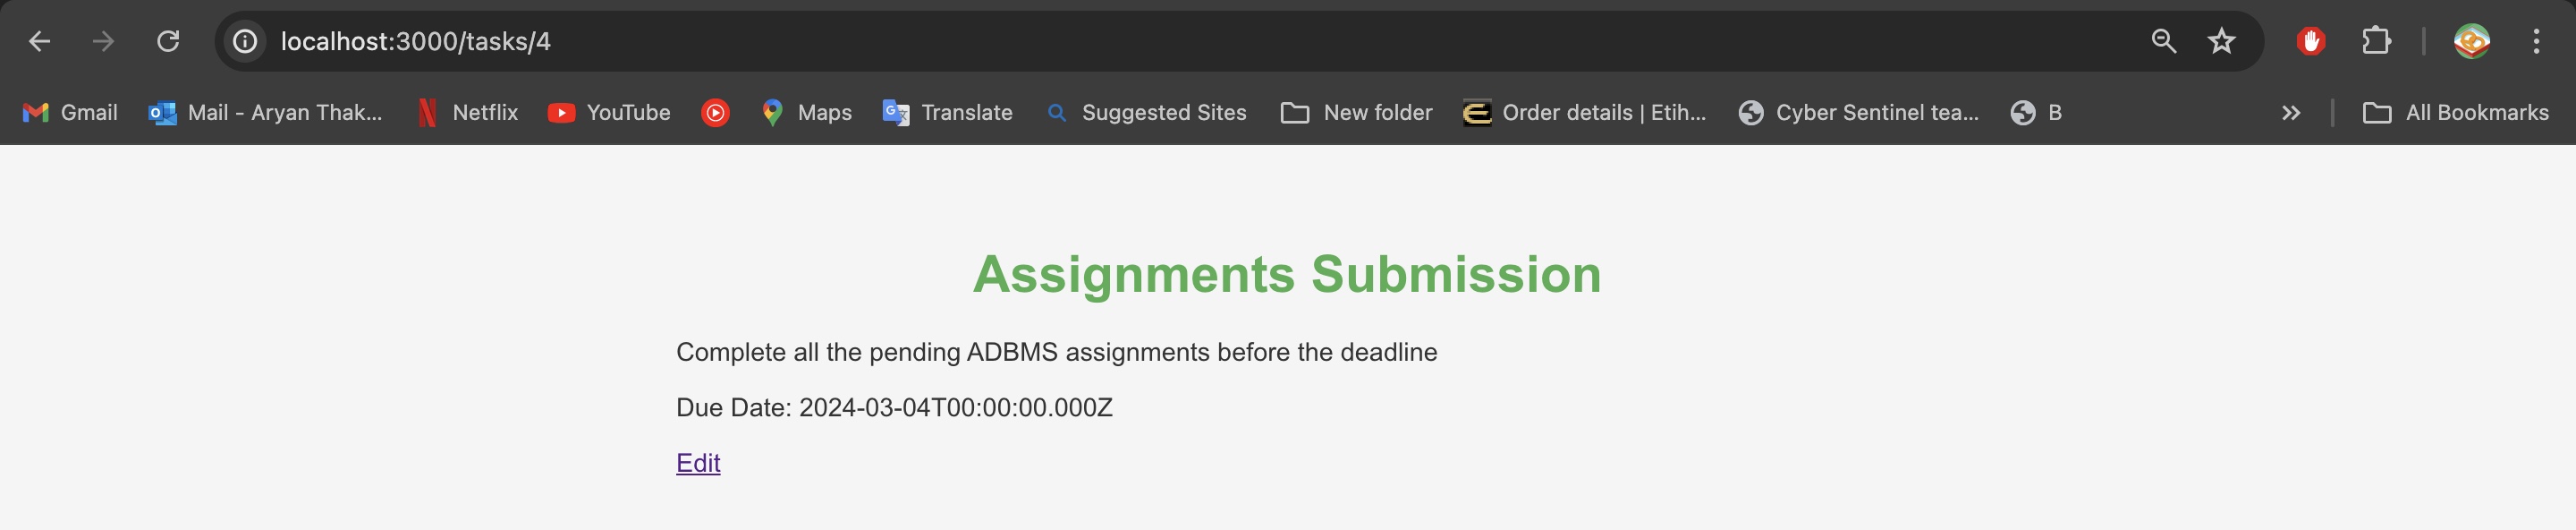 localhost:3000/tasks/4
Gmail Mail - Aryan Thak... Netflix YouTube Maps Translate Suggested Sites New folder Order details | Etih... Cyber Sentinel tea... B All Bookmarks
Assignments Submission
Complete all the pending ADBMS assignments before the deadline
Due Date: 2024-03-04T00:00:00.000Z
Edit